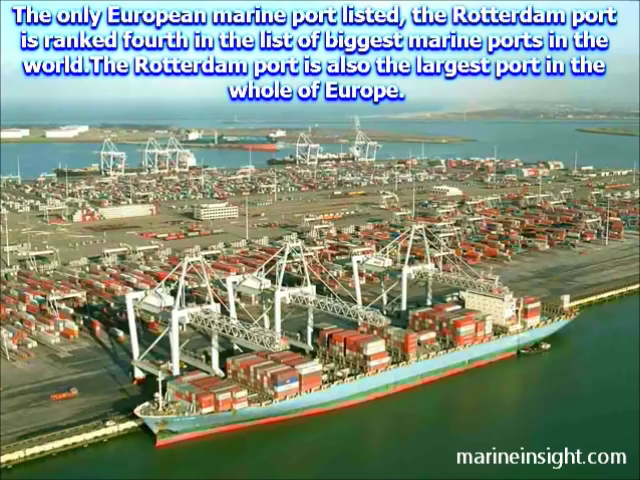 The only European marine port listed, the Rotterdam port
is ranked fourth in the list of biggest marine ports in the
world.The Rotterdam port is also the largest port in the
whole of Europe.
marineinsight.com